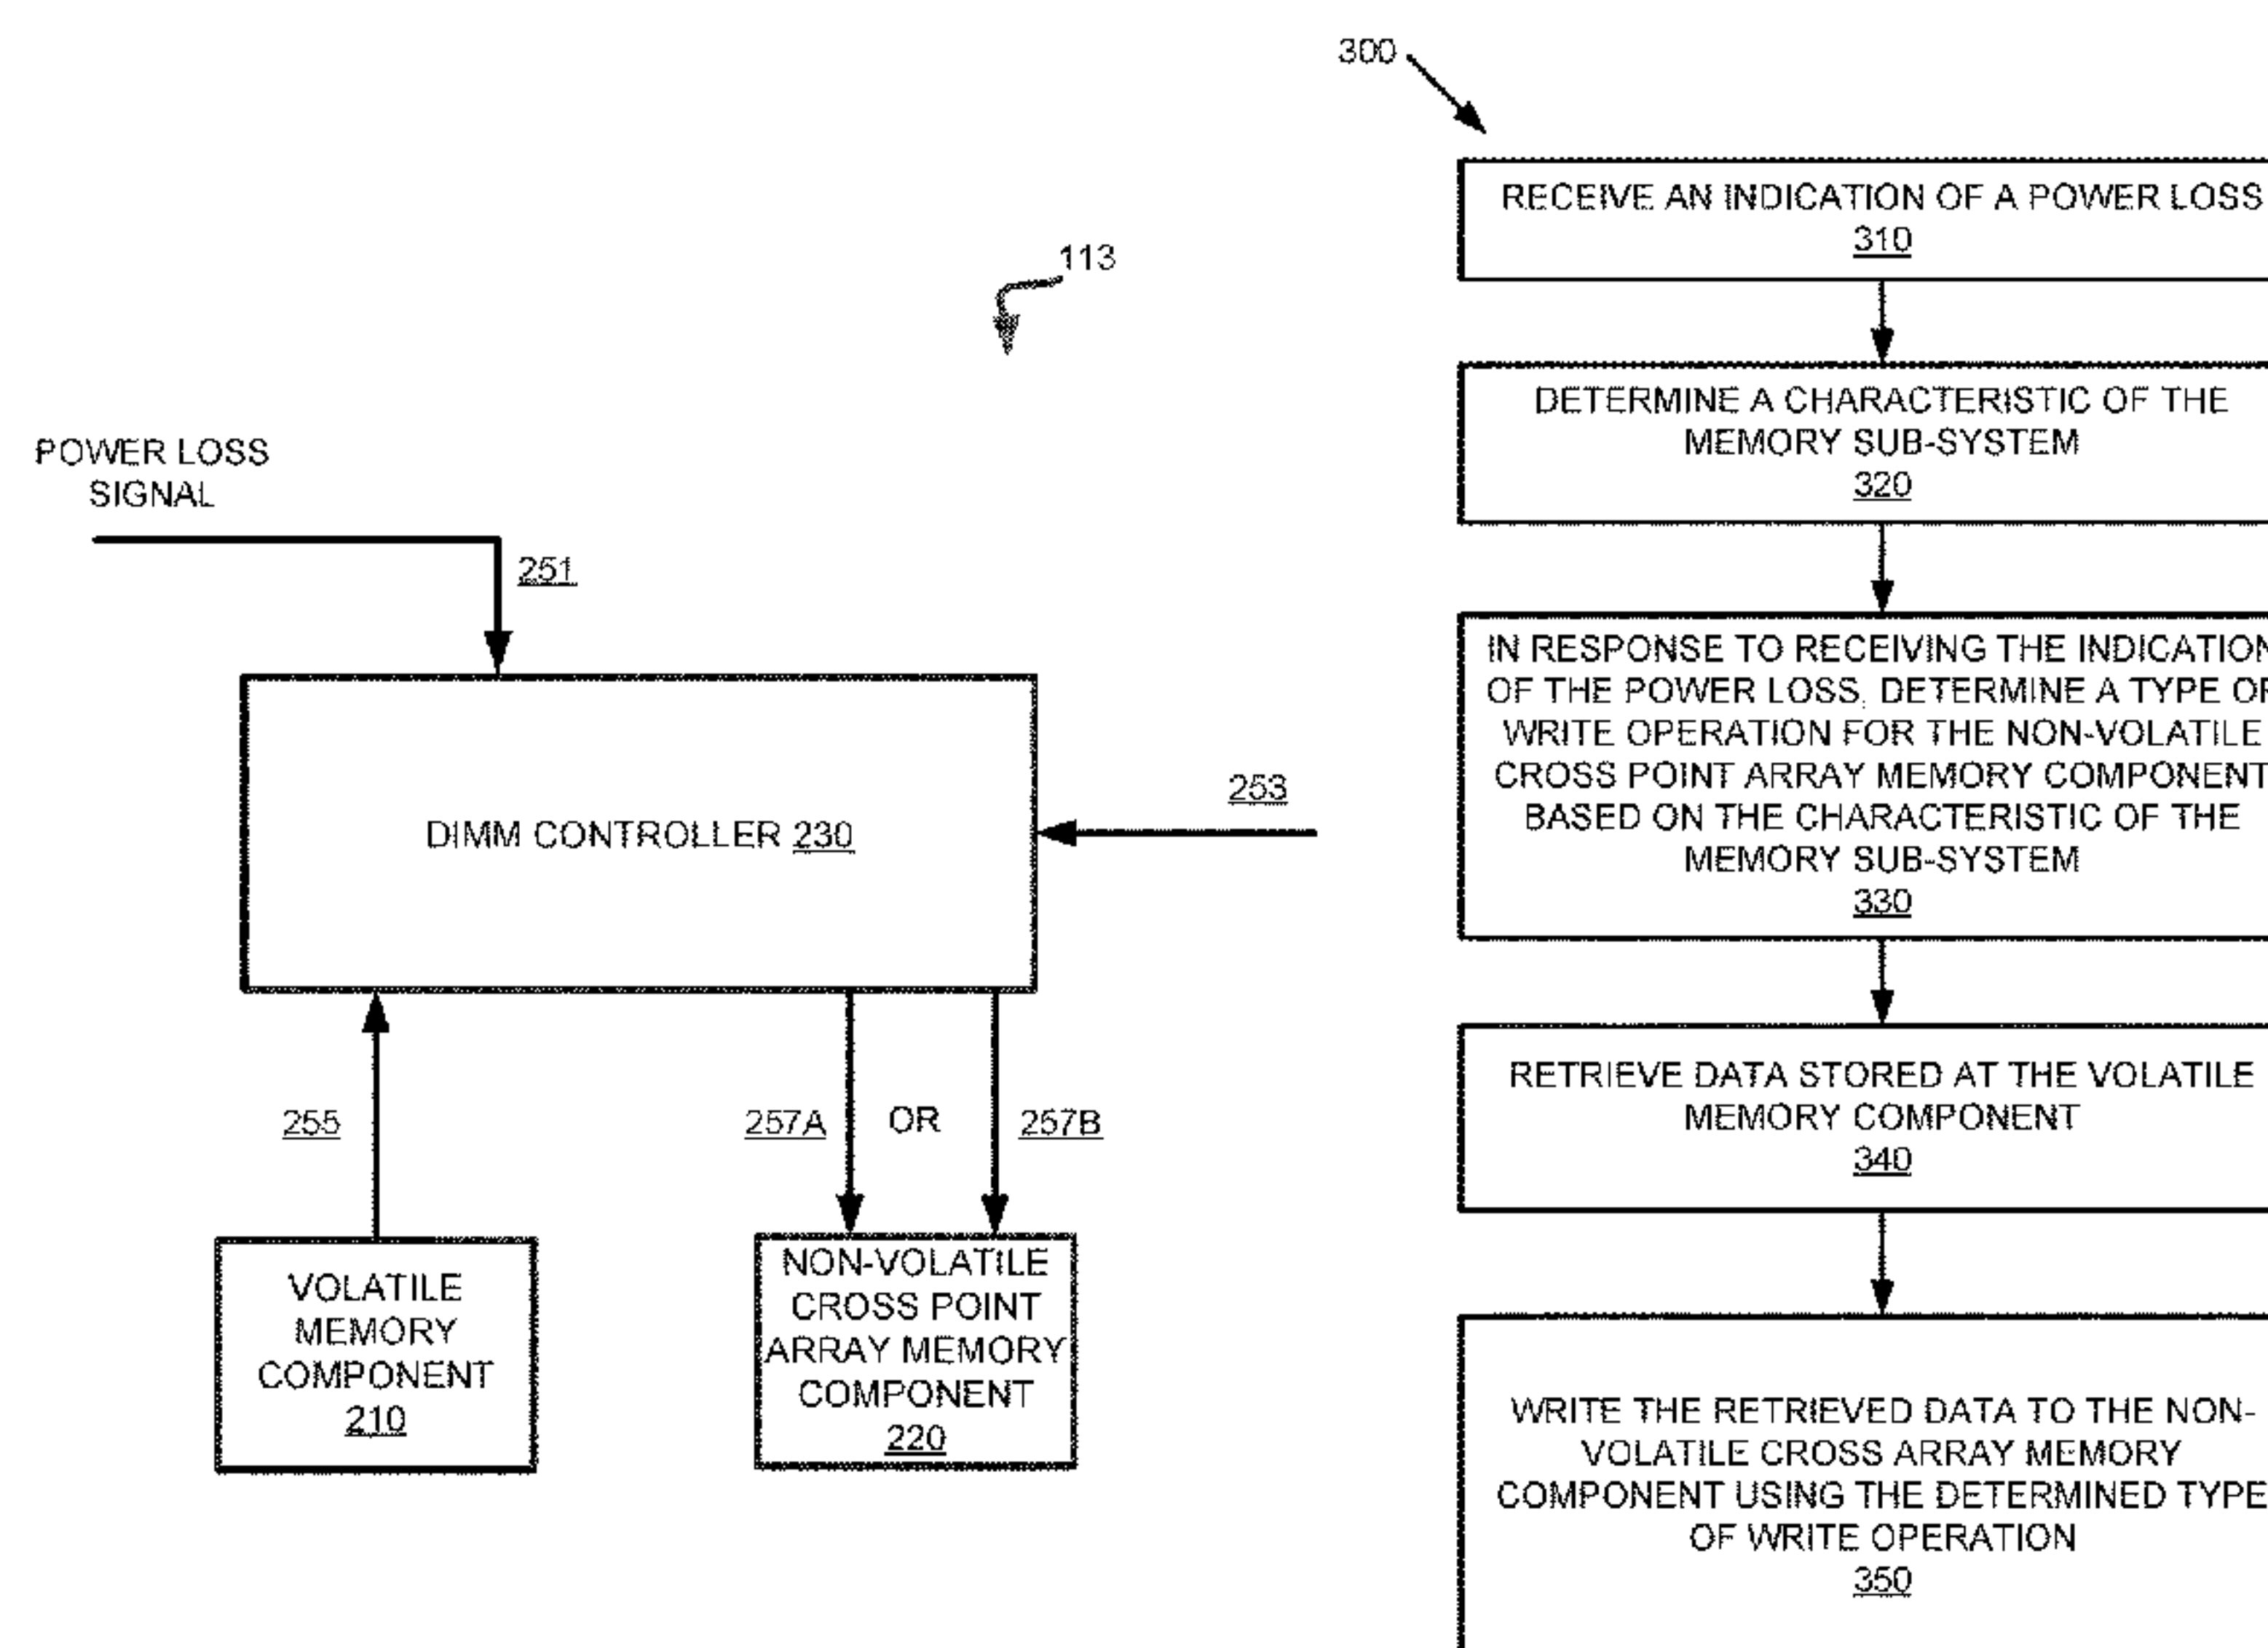 113
POWER LOSS
SIGNAL
251
DIMM CONTROLLER 230
253
255
257A
OR
257B
VOLATILE
MEMORY
COMPONENT
210
NON-VOLATILE
CROSS POINT
ARRAY MEMORY
COMPONENT
220
300
RECEIVE AN INDICATION OF A POWER LOSS
310
DETERMINE A CHARACTERISTIC OF THE
MEMORY SUB-SYSTEM
320
IN RESPONSE TO RECEIVING THE INDICATION
OF THE POWER LOSS, DETERMINE A TYPE OF
WRITE OPERATION FOR THE NON-VOLATILE
CROSS POINT ARRAY MEMORY COMPONENT
BASED ON THE CHARACTERISTIC OF THE
MEMORY SUB-SYSTEM
330
RETRIEVE DATA STORED AT THE VOLATILE
MEMORY COMPONENT
340
WRITE THE RETRIEVED DATA TO THE NON-
VOLATILE CROSS ARRAY MEMORY
COMPONENT USING THE DETERMINED TYPE
OF WRITE OPERATION
350